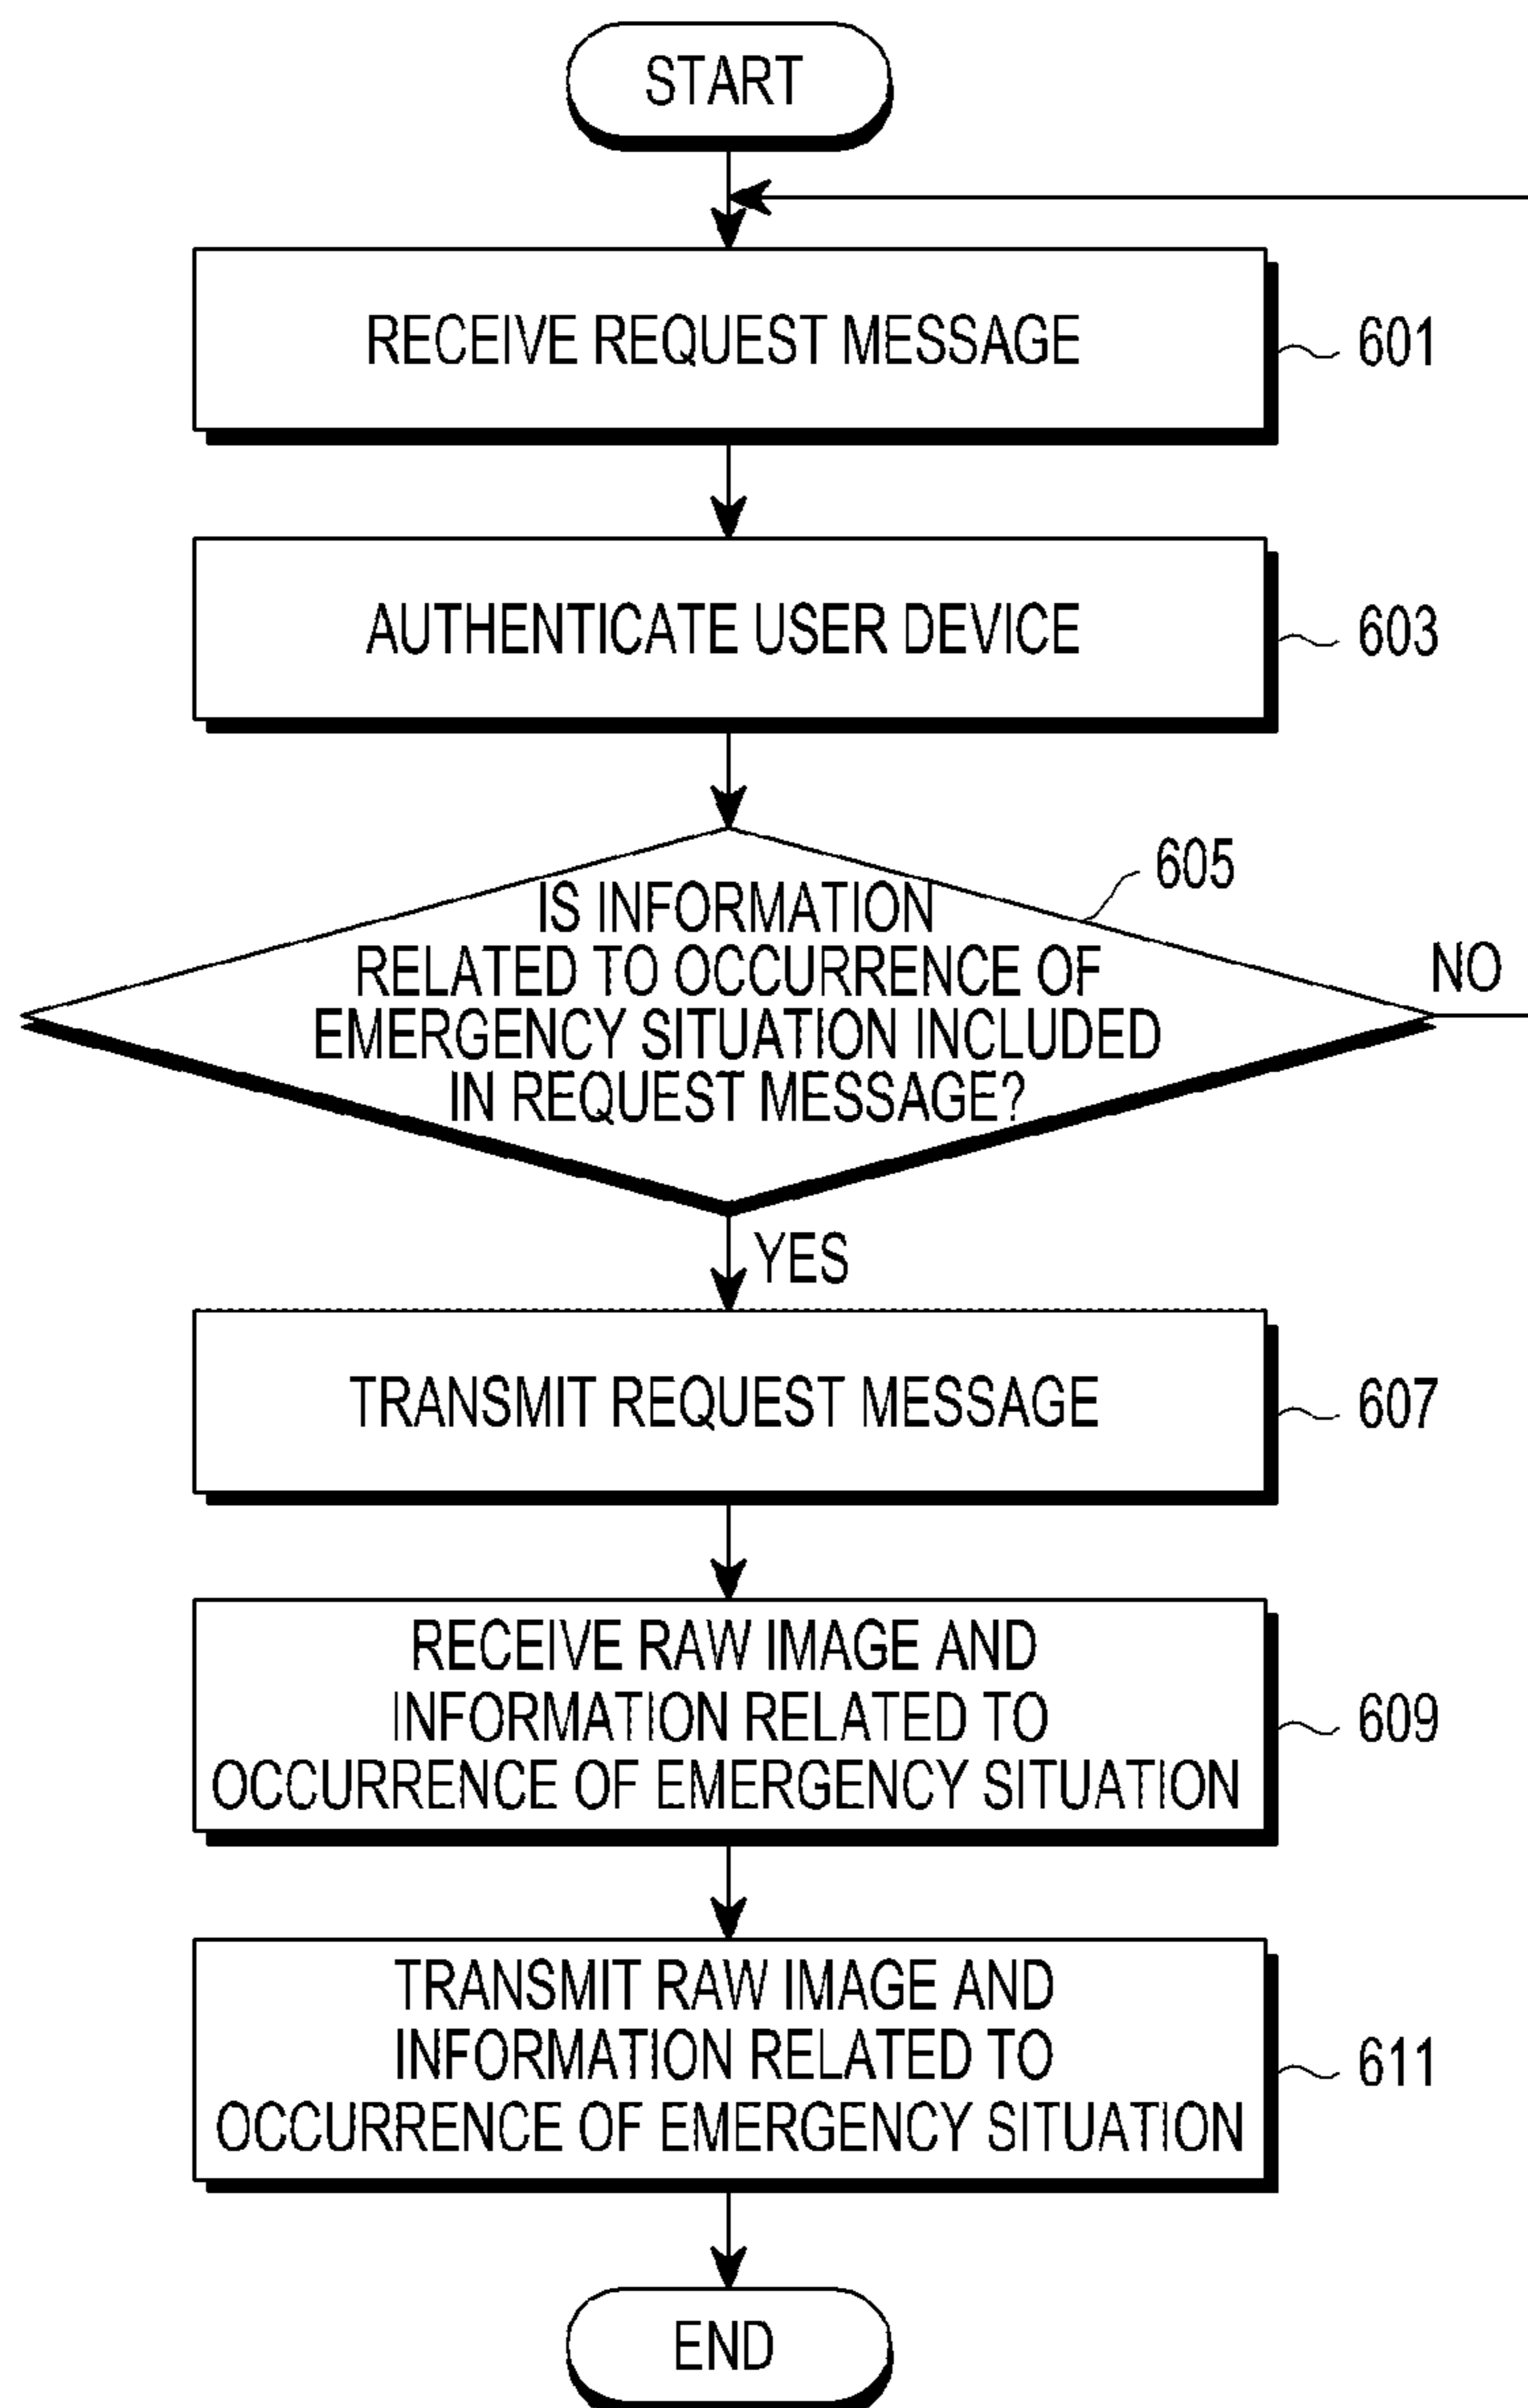 START
RECEIVE REQUEST MESSAGE
601
AUTHENTICATE USER DEVICE
603
605
IS INFORMATION
RELATED TO OCCURRENCE OF
EMERGENCY SITUATION INCLUDED
IN REQUEST MESSAGE?
NO
YES
TRANSMIT REQUEST MESSAGE
607
RECEIVE RAW IMAGE AND
INFORMATION RELATED TO
OCCURRENCE OF EMERGENCY SITUATION
609
TRANSMIT RAW IMAGE AND
INFORMATION RELATED TO
OCCURRENCE OF EMERGENCY SITUATION
611
END